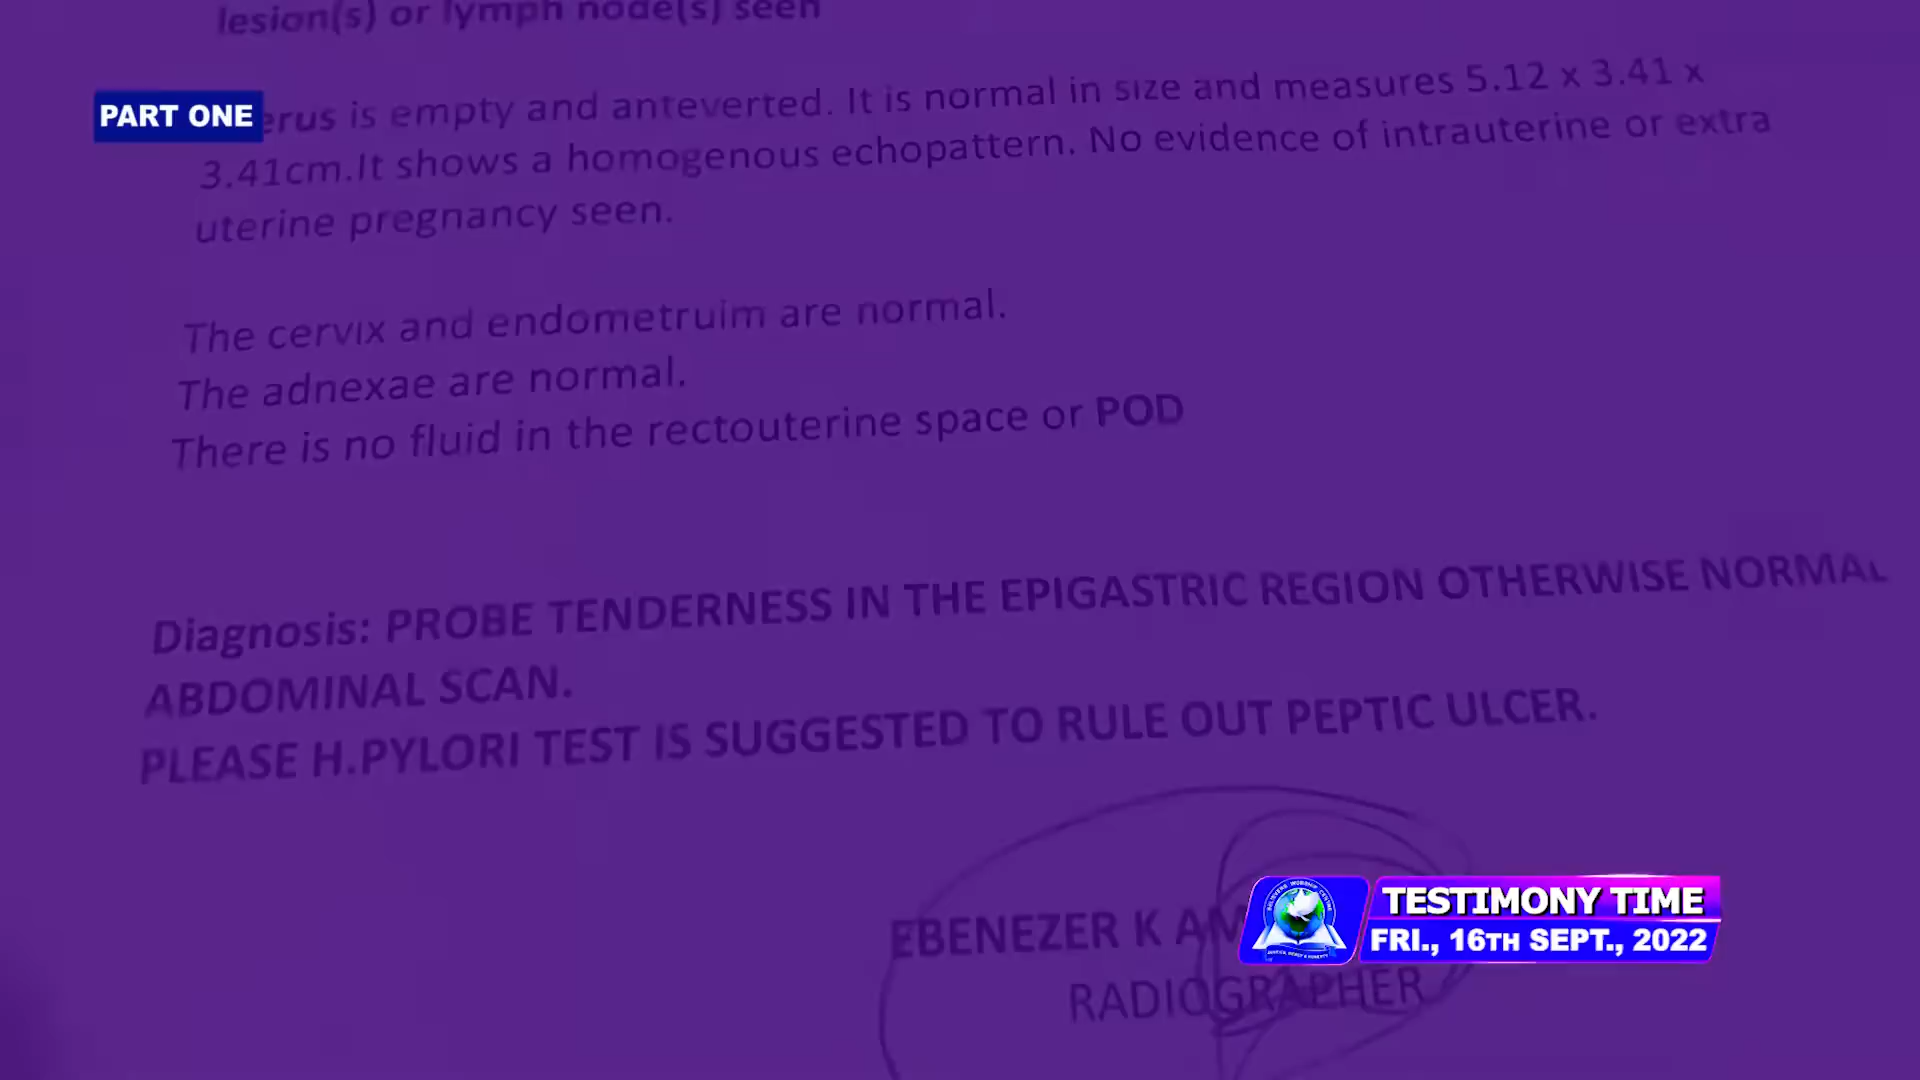 lesion(s) or lymph node(s) seen
PART ONE
erus is empty and anteverted. It is normal in size and measures 5.12 x 3.41 x
3.41cm.It shows a homogenous echopattern. No evidence of intrauterine or extra
uterine pregnancy seen.
The cervix and endometruim are normal.
The adnexae are normal.
There is no fluid in the rectouterine space or POD
Diagnosis: PROBE TENDERNESS IN THE EPIGASTRIC REGION OTHERWISE NORMAL
ABDOMINAL SCAN.
PLEASE H.PYLORI TEST IS SUGGESTED TO RULE OUT PEPTIC ULCER.
EBENEZER K AM
RADIOGRAPHER
BELIEVERS WORSHIP CENTRE
TESTIMONY TIME
FRI., 16TH SEPT., 2022